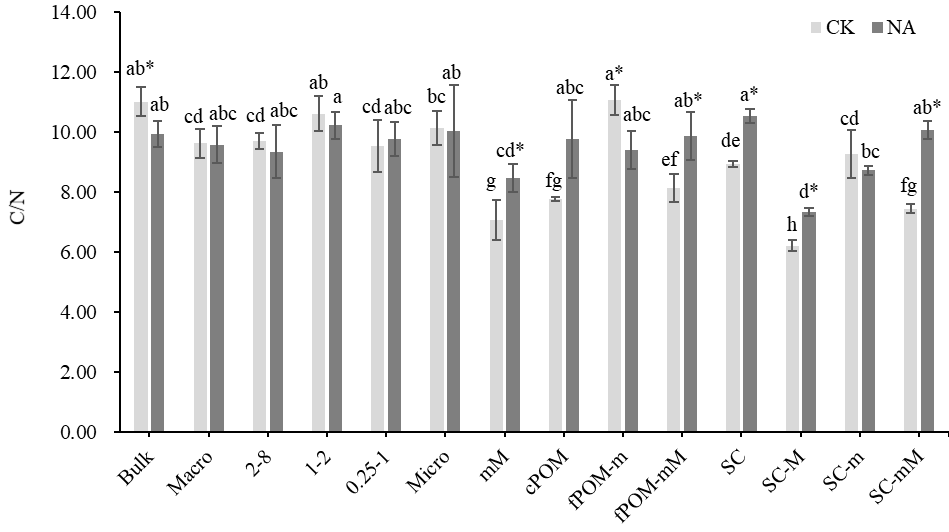 14.00
12.00
10.00
8.00
6.00
4.00
2.00
0.00
C/N
CK NA
ab* ab
cd abc
cd abc
ab a
cd abc
bc ab
g cd*
fg abc
a* abc
ef ab*
de a*
h d*
cd bc
fg ab*
Bulk
Macro
2-8
1-2
0.25-1
Micro
mM
cPOM
fPOM-m
fPOM-mM
SC
SC-M
SC-m
SC-mM